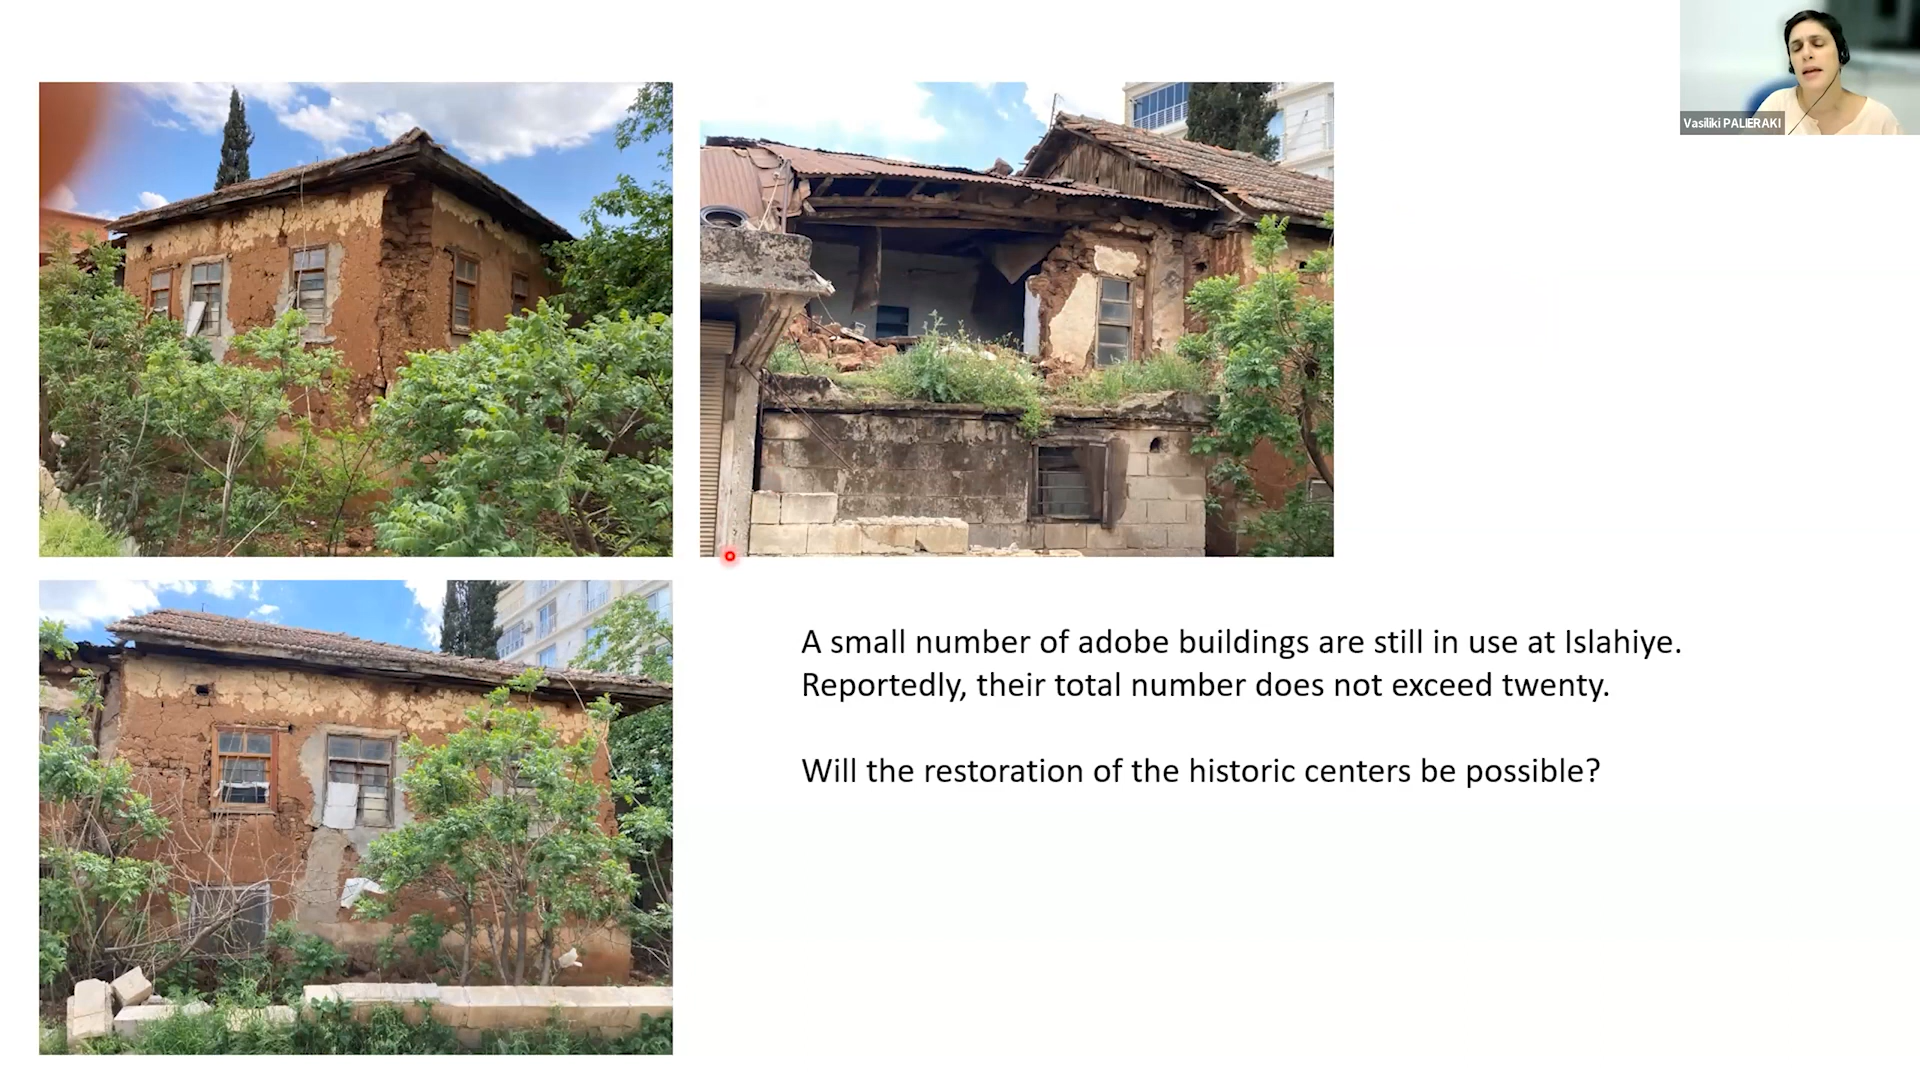 Vasiliki PALIERAKI
A small number of adobe buildings are still in use at Islahiye.
Reportedly, their total number does not exceed twenty.
Will the restoration of the historic centers be possible?